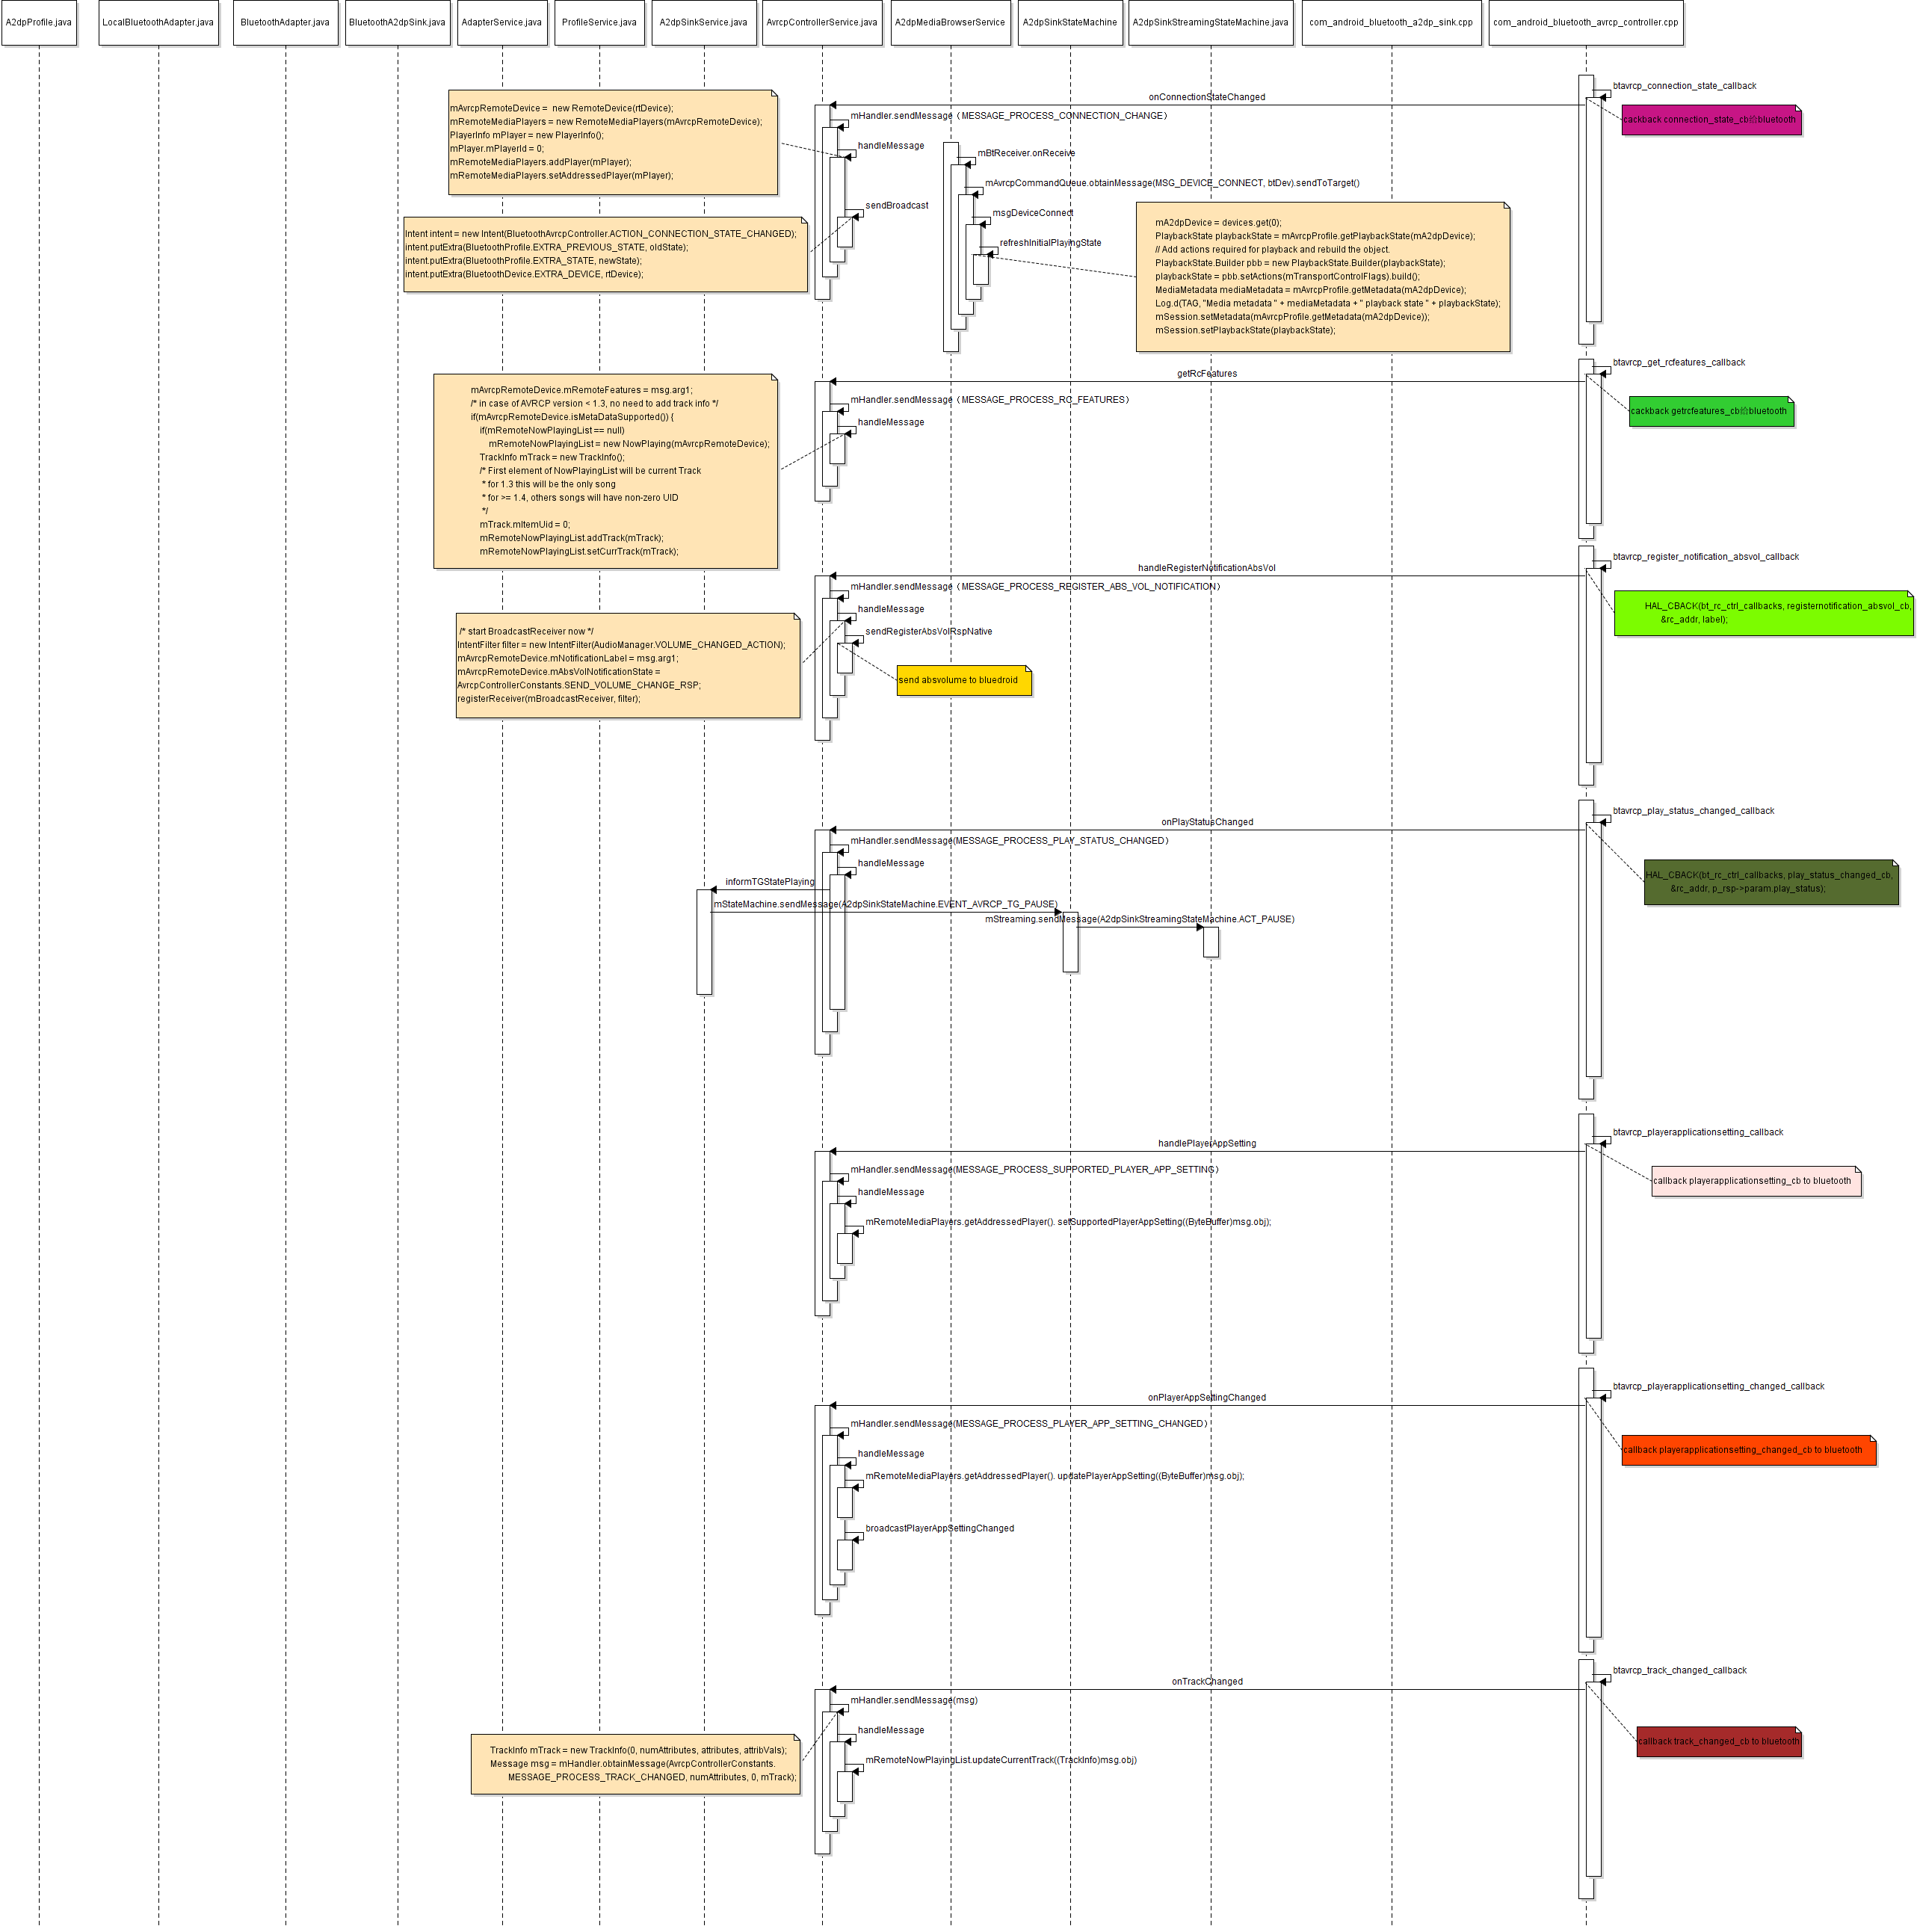 A2dpProfile.java
LocalBluetoothAdapter.java
BluetoothAdapter.java
BluetoothA2dpSink.java
AdapterService.java
ProfileService.java
A2dpSinkService.java
AvrcpControllerService.java
A2dpMediaBrowserService
A2dpSinkStateMachine
A2dpSinkStreamingStateMachine.java
com_android_bluetooth_a2dp_sink.cpp
com_android_bluetooth_avrcp_controller.cpp
btavrcp_connection_state_callback
onConnectionStateChanged
cackback connection_state_cb给bluetooth
mHandler.sendMessage（MESSAGE_PROCESS_CONNECTION_CHANGE）
mAvrcpRemoteDevice =  new RemoteDevice(rtDevice);
mRemoteMediaPlayers = new RemoteMediaPlayers(mAvrcpRemoteDevice);
PlayerInfo mPlayer = new PlayerInfo();
mPlayer.mPlayerId = 0;
mRemoteMediaPlayers.addPlayer(mPlayer);
mRemoteMediaPlayers.setAddressedPlayer(mPlayer);
handleMessage
mBtReceiver.onReceive
mAvrcpCommandQueue.obtainMessage(MSG_DEVICE_CONNECT, btDev).sendToTarget()
sendBroadcast
msgDeviceConnect
refreshInitialPlayingState
Intent intent = new Intent(BluetoothAvrcpController.ACTION_CONNECTION_STATE_CHANGED);
intent.putExtra(BluetoothProfile.EXTRA_PREVIOUS_STATE, oldState);
intent.putExtra(BluetoothProfile.EXTRA_STATE, newState);
intent.putExtra(BluetoothDevice.EXTRA_DEVICE, rtDevice);
mA2dpDevice = devices.get(0);
PlaybackState playbackState = mAvrcpProfile.getPlaybackState(mA2dpDevice);
// Add actions required for playback and rebuild the object.
PlaybackState.Builder pbb = new PlaybackState.Builder(playbackState);
playbackState = pbb.setActions(mTransportControlFlags).build();
MediaMetadata mediaMetadata = mAvrcpProfile.getMetadata(mA2dpDevice);
Log.d(TAG, "Media metadata " + mediaMetadata + " playback state " + playbackState);
mSession.setMetadata(mAvrcpProfile.getMetadata(mA2dpDevice));
mSession.setPlaybackState(playbackState);
btavrcp_get_rcfeatures_callback
getRcFeatures
cackback getrcfeatures_cb给bluetooth
mHandler.sendMessage（MESSAGE_PROCESS_RC_FEATURES）
handleMessage
mAvrcpRemoteDevice.mRemoteFeatures = msg.arg1;
/* in case of AVRCP version < 1.3, no need to add track info */
if(mAvrcpRemoteDevice.isMetaDataSupported()) {
if(mRemoteNowPlayingList == null)
mRemoteNowPlayingList = new NowPlaying(mAvrcpRemoteDevice);
TrackInfo mTrack = new TrackInfo();
/* First element of NowPlayingList will be current Track
* for 1.3 this will be the only song
* for >= 1.4, others songs will have non-zero UID
*/
mTrack.mItemUid = 0;
mRemoteNowPlayingList.addTrack(mTrack);
mRemoteNowPlayingList.setCurrTrack(mTrack);
btavrcp_register_notification_absvol_callback
handleRegisterNotificationAbsVol
mHandler.sendMessage（MESSAGE_PROCESS_REGISTER_ABS_VOL_NOTIFICATION）
HAL_CBACK(bt_rc_ctrl_callbacks, registernotification_absvol_cb,
&rc_addr, label);
handleMessage
sendRegisterAbsVolRspNative
/* start BroadcastReceiver now */
IntentFilter filter = new IntentFilter(AudioManager.VOLUME_CHANGED_ACTION);
mAvrcpRemoteDevice.mNotificationLabel = msg.arg1;
mAvrcpRemoteDevice.mAbsVolNotificationState =
AvrcpControllerConstants.SEND_VOLUME_CHANGE_RSP;
registerReceiver(mBroadcastReceiver, filter);
send absvolume to bluedroid
btavrcp_play_status_changed_callback
onPlayStatusChanged
mHandler.sendMessage(MESSAGE_PROCESS_PLAY_STATUS_CHANGED）
handleMessage
HAL_CBACK(bt_rc_ctrl_callbacks, play_status_changed_cb,
&rc_addr, p_rsp->param.play_status);
informTGStatePlaying
mStateMachine.sendMessage(A2dpSinkStateMachine.EVENT_AVRCP_TG_PAUSE)
mStreaming.sendMessage(A2dpSinkStreamingStateMachine.ACT_PAUSE)
btavrcp_playerapplicationsetting_callback
handlePlayerAppSetting
mHandler.sendMessage(MESSAGE_PROCESS_SUPPORTED_PLAYER_APP_SETTING）
callback playerapplicationsetting_cb to bluetooth
handleMessage
mRemoteMediaPlayers.getAddressedPlayer(). setSupportedPlayerAppSetting((ByteBuffer)msg.obj);
btavrcp_playerapplicationsetting_changed_callback
onPlayerAppSettingChanged
mHandler.sendMessage(MESSAGE_PROCESS_PLAYER_APP_SETTING_CHANGED）
callback playerapplicationsetting_changed_cb to bluetooth
handleMessage
mRemoteMediaPlayers.getAddressedPlayer(). updatePlayerAppSetting((ByteBuffer)msg.obj);
broadcastPlayerAppSettingChanged
btavrcp_track_changed_callback
onTrackChanged
mHandler.sendMessage(msg)
handleMessage
callback track_changed_cb to bluetooth
TrackInfo mTrack = new TrackInfo(0, numAttributes, attributes, attribVals);
Message msg = mHandler.obtainMessage(AvrcpControllerConstants.
MESSAGE_PROCESS_TRACK_CHANGED, numAttributes, 0, mTrack);
mRemoteNowPlayingList.updateCurrentTrack((TrackInfo)msg.obj)